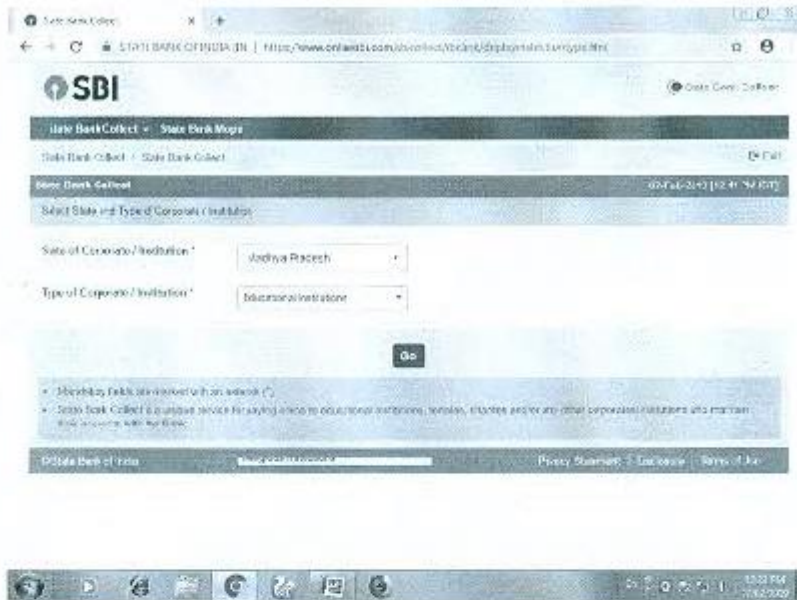 State Bank Collect
STATE BANK OF INDIA [IN] | https://www.onlinesbi.com/sbicollect/
SBI
State Bank Collect
State Bank Collect State Bank Mops
State Bank Collect / State Bank Collect
Exit
State Bank Collect
Select State and Type of Corporate / Institution
State of Corporate / Institution *
Madhya Pradesh
Type of Corporate / Institution *
Educational Institutions
Go
Mandatory fields are marked with an asterisk (*)
State Bank Collect is a unique service for paying online to educational institutions, temples, charities and/or any other corporates/institutions who maintain
their accounts with the Bank.
© State Bank of India
Privacy Statement | Disclosure | Terms of Use